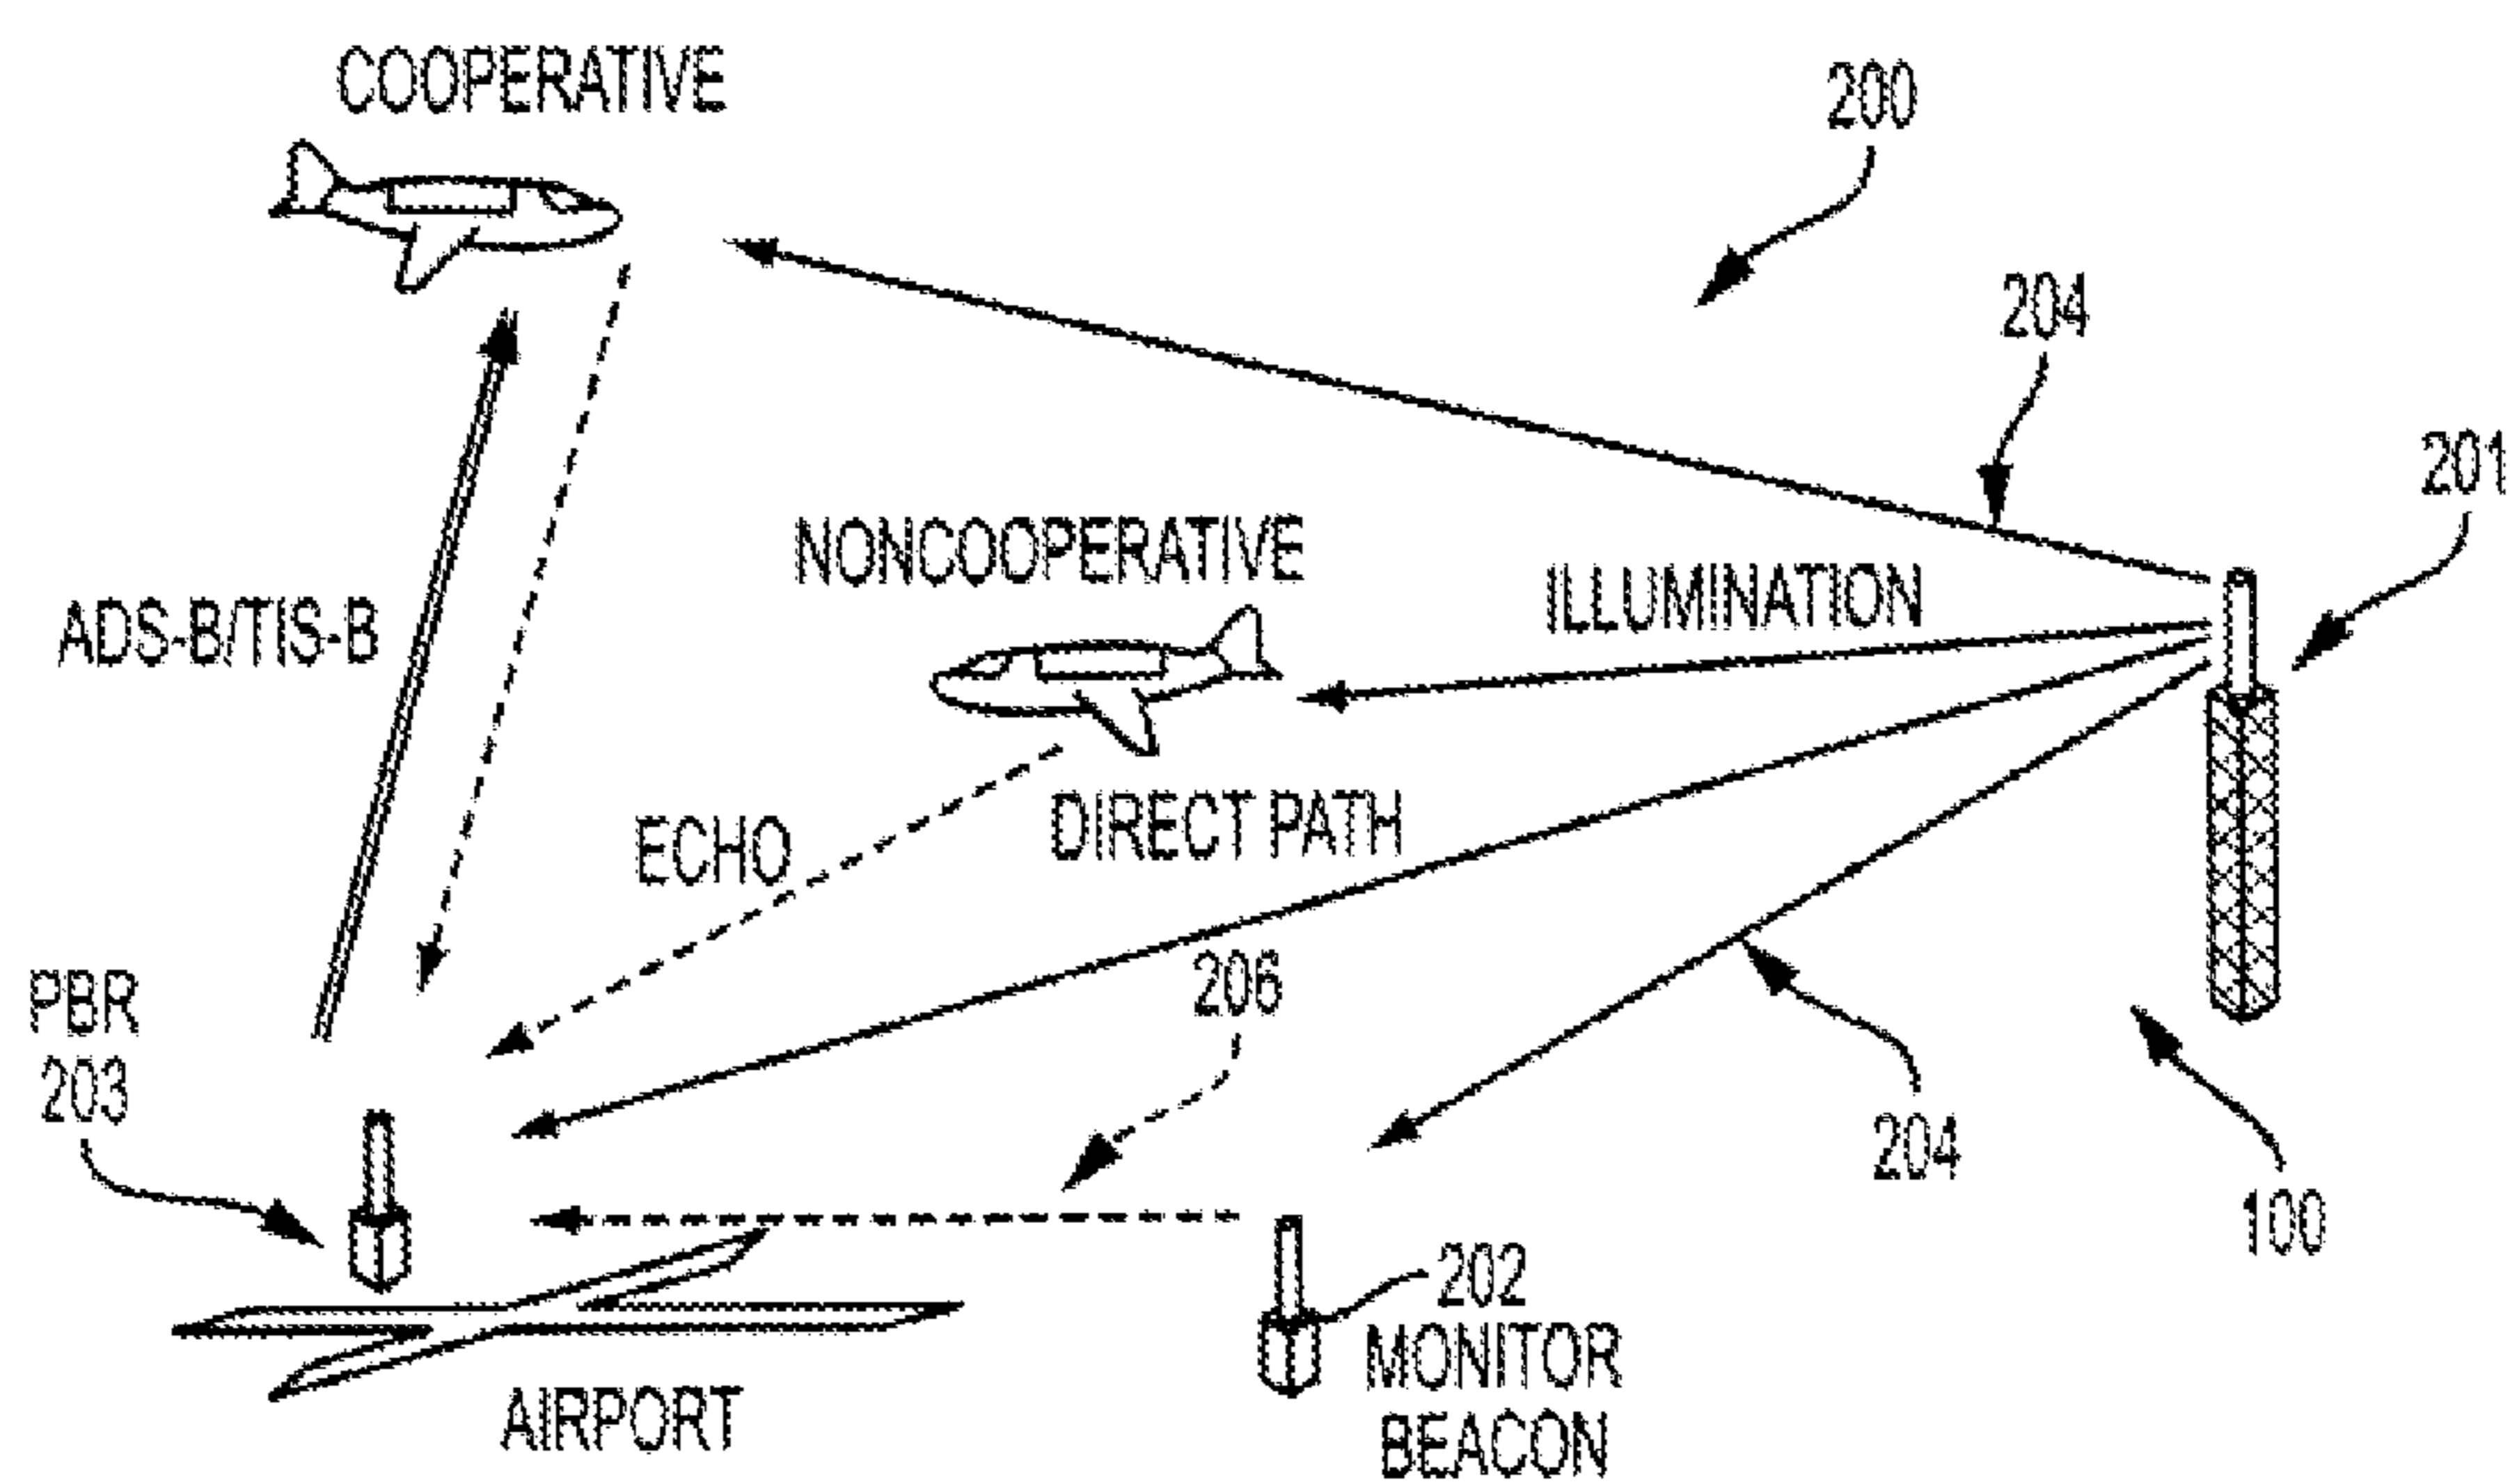 COOPERATIVE
200
204
201
NONCOOPERATIVE
ILLUMINATION
ADS-B/TIS-B
ECHO
DIRECT PATH
206
PBR
203
204
100
202
MONITOR
BEACON
AIRPORT